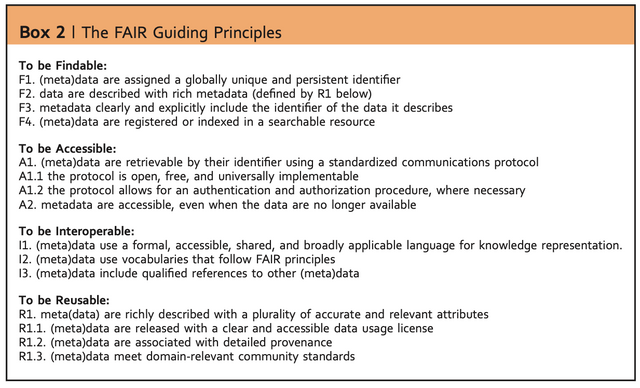 Box 2 | The FAIR Guiding Principles
To be Findable:
F1. (meta)data are assigned a globally unique and persistent identifier
F2. data are described with rich metadata (defined by R1 below)
F3. metadata clearly and explicitly include the identifier of the data it describes
F4. (meta)data are registered or indexed in a searchable resource
To be Accessible:
A1. (meta)data are retrievable by their identifier using a standardized communications protocol
A1.1 the protocol is open, free, and universally implementable
A1.2 the protocol allows for an authentication and authorization procedure, where necessary
A2. metadata are accessible, even when the data are no longer available
To be Interoperable:
I1. (meta)data use a formal, accessible, shared, and broadly applicable language for knowledge representation.
I2. (meta)data use vocabularies that follow FAIR principles
I3. (meta)data include qualified references to other (meta)data
To be Reusable:
R1. meta(data) are richly described with a plurality of accurate and relevant attributes
R1.1. (meta)data are released with a clear and accessible data usage license
R1.2. (meta)data are associated with detailed provenance
R1.3. (meta)data meet domain-relevant community standards